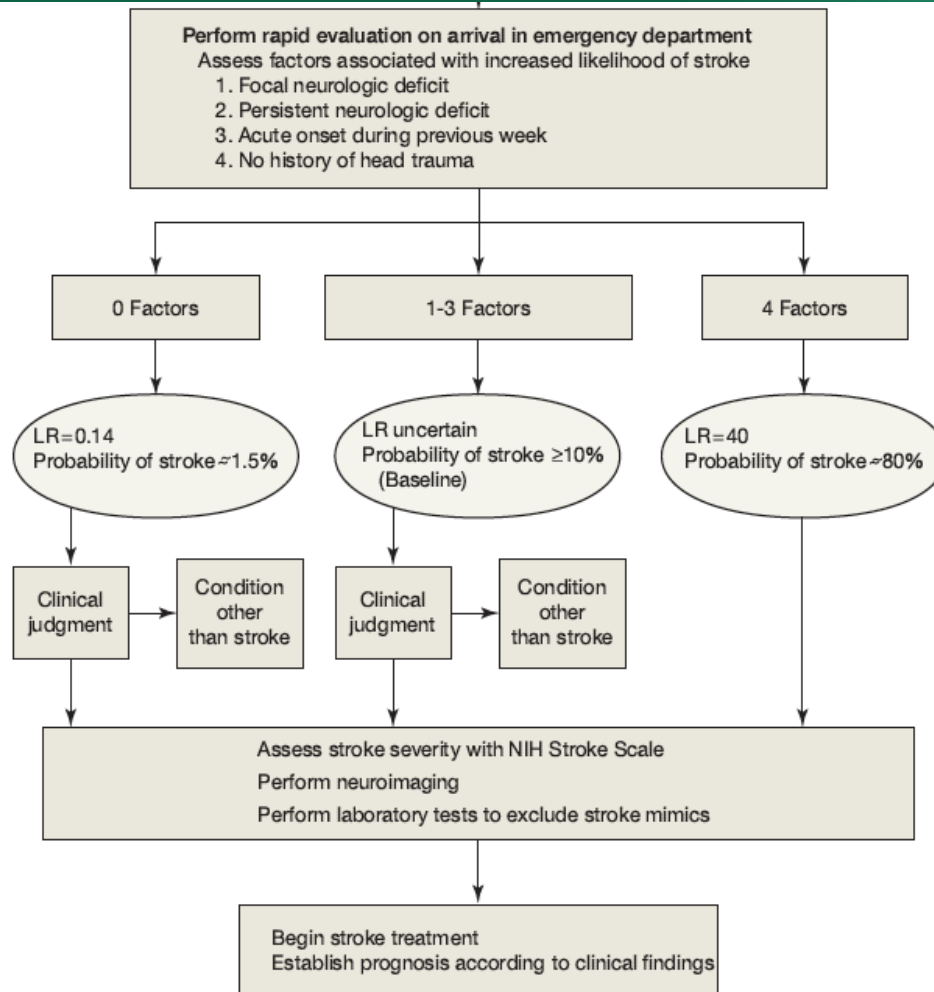 Perform rapid evaluation on arrival in emergency department
Assess factors associated with increased likelihood of stroke
1. Focal neurologic deficit
2. Persistent neurologic deficit
3. Acute onset during previous week
4. No history of head trauma
0 Factors
1-3 Factors
4 Factors
LR=0.14
Probability of stroke ≈1.5%
LR uncertain
Probability of stroke ≥10%
(Baseline)
LR=40
Probability of stroke ≈80%
Clinical
judgment
Condition
other
than stroke
Clinical
judgment
Condition
other
than stroke
Assess stroke severity with NIH Stroke Scale
Perform neuroimaging
Perform laboratory tests to exclude stroke mimics
Begin stroke treatment
Establish prognosis according to clinical findings